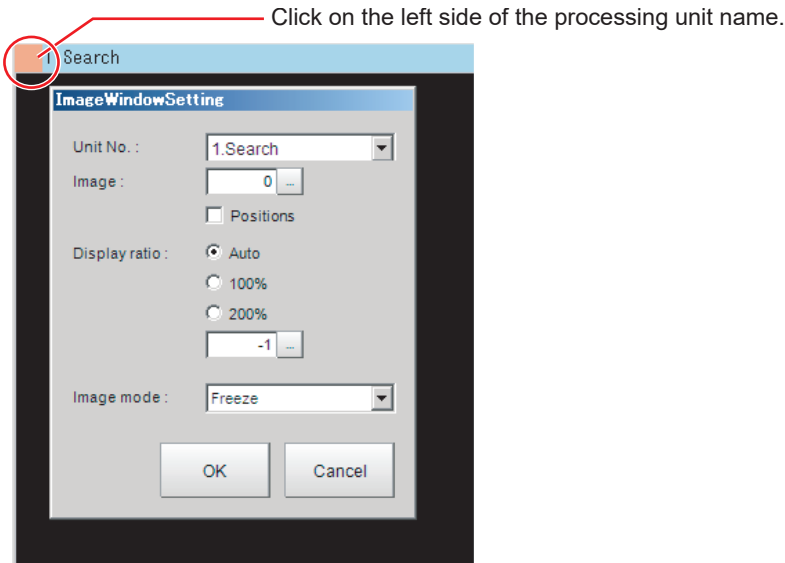 Click on the left side of the processing unit name.
1 Search
ImageWindowSetting
Unit No. : 1.Search
Image : 0 ...
Positions
Display ratio : Auto
100%
200%
-1 ...
Image mode : Freeze
OK Cancel